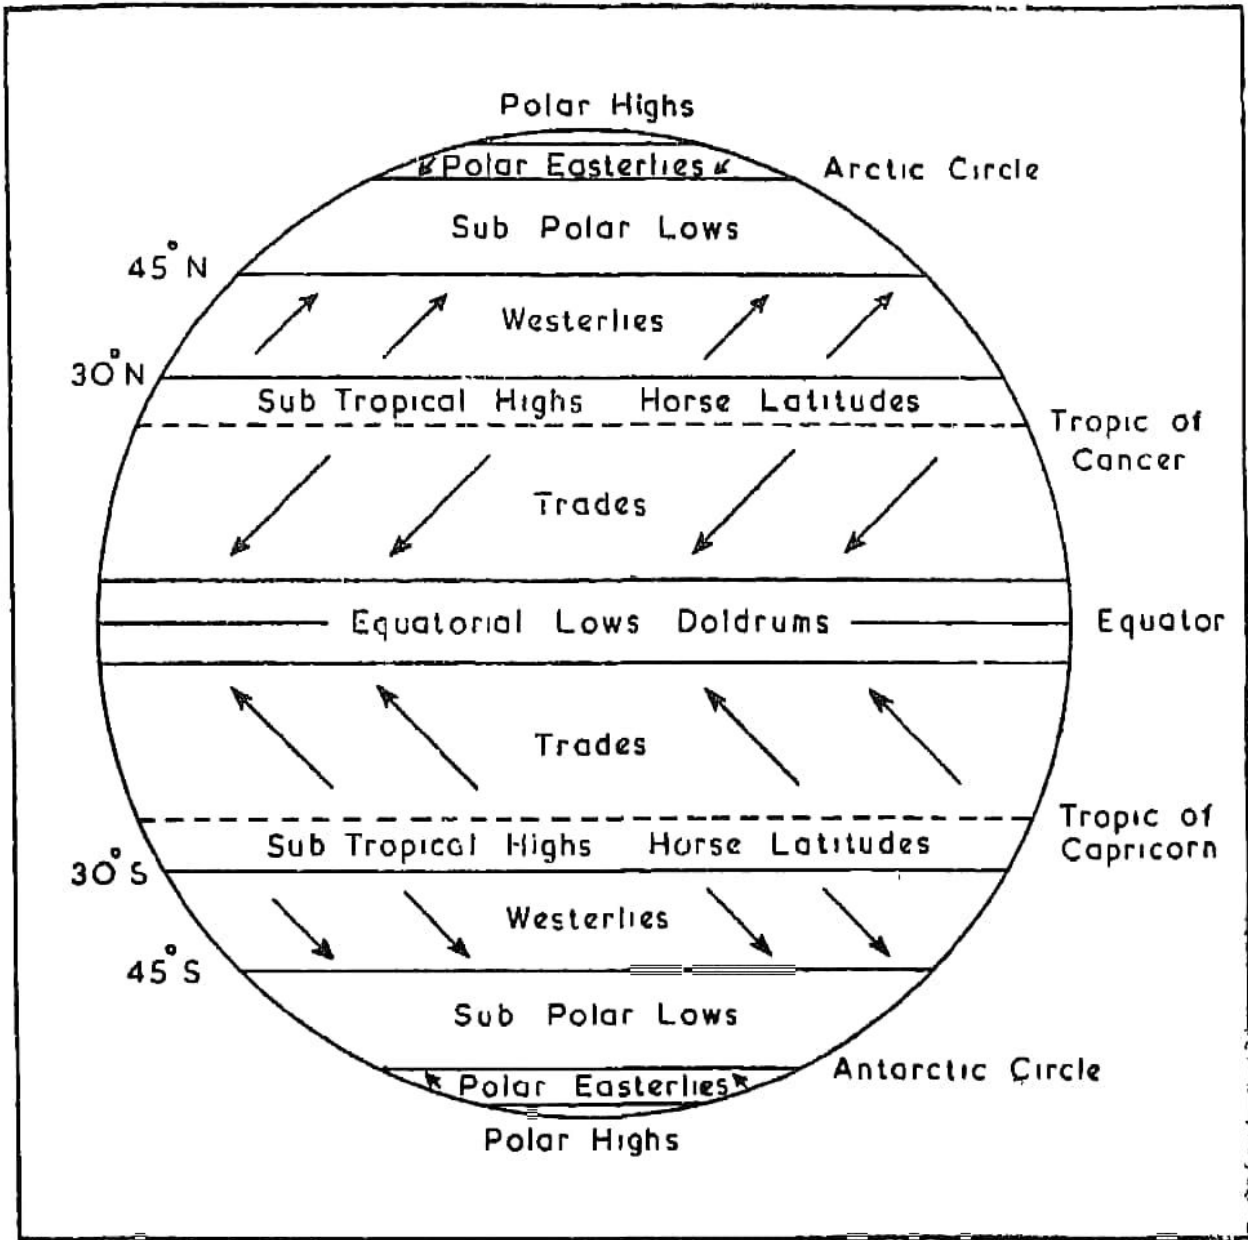 Polar Highs
Polar Easterlies
Arctic Circle
Sub Polar Lows
45°N
Westerlies
30°N
Sub Tropical Highs Horse Latitudes
Tropic of
Cancer
Trades
Equatorial Lows Doldrums
Equator
Trades
Tropic of
Capricorn
Sub Tropical Highs Horse Latitudes
30°S
Westerlies
45°S
Sub Polar Lows
Antarctic Circle
Polar Easterlies
Polar Highs